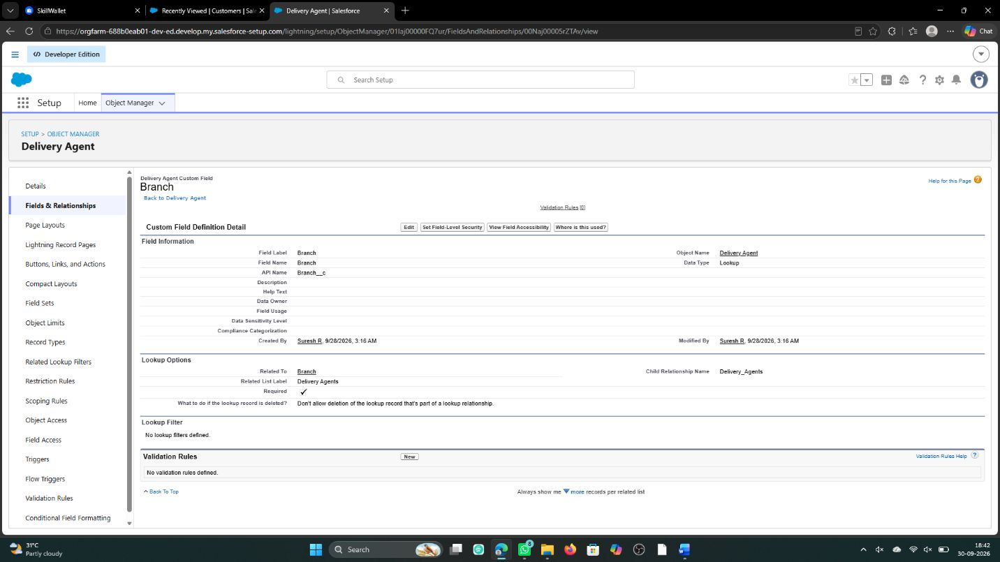 SkillWallet
Recently Viewed | Customers | Sale
Delivery Agent | Salesforce
https://orgfarm-688b0eab01-dev-ed.develop.my.salesforce-setup.com/lightning/setup/ObjectManager/01Iaj00000FQ7ur/FieldsAndRelationships/00Naj00005rZTAv/view
Chat
Developer Edition
Search Setup
Setup
Home
Object Manager
SETUP > OBJECT MANAGER
Delivery Agent
Details
Fields & Relationships
Page Layouts
Lightning Record Pages
Buttons, Links, and Actions
Compact Layouts
Field Sets
Object Limits
Record Types
Related Lookup Filters
Restriction Rules
Scoping Rules
Object Access
Field Access
Triggers
Flow Triggers
Validation Rules
Conditional Field Formatting
Delivery Agent Custom Field
Branch
Back to Delivery Agent
Help for this Page
Validation Rules [0]
Custom Field Definition Detail
Edit
Set Field-Level Security
View Field Accessibility
Where is this used?
Field Information
Field Label Branch Object Name Delivery Agent
Field Name Branch Data Type Lookup
API Name Branch__c
Description
Help Text
Data Owner
Field Usage
Data Sensitivity Level
Compliance Categorization
Created By Suresh R, 9/28/2026, 3:16 AM Modified By Suresh R, 9/28/2026, 3:16 AM
Lookup Options
Related To Branch Child Relationship Name Delivery_Agents
Related List Label Delivery Agents
Required ✓
What to do if the lookup record is deleted? Don't allow deletion of the lookup record that's part of a lookup relationship.
Lookup Filter
No lookup filters defined.
Validation Rules
New
Validation Rules Help ?
No validation rules defined.
Back To Top
Always show me more records per related list
31°C
Partly cloudy
Search
8
18:42
30-09-2026